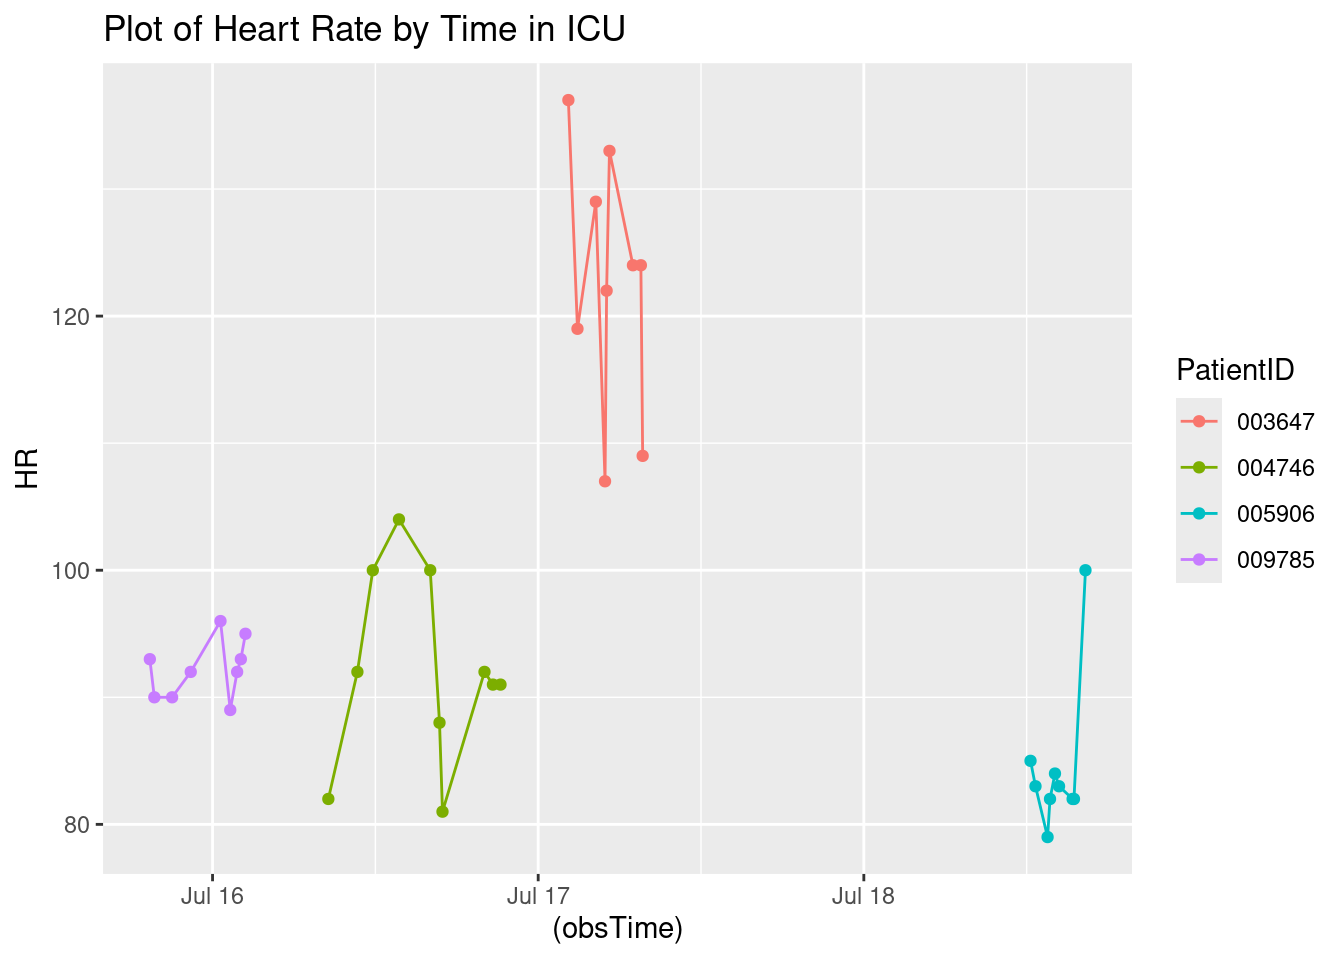 Plot of Heart Rate by Time in ICU
HR
120
100
80
Jul 16
Jul 17
Jul 18
(obsTime)
PatientID
003647
004746
005906
009785